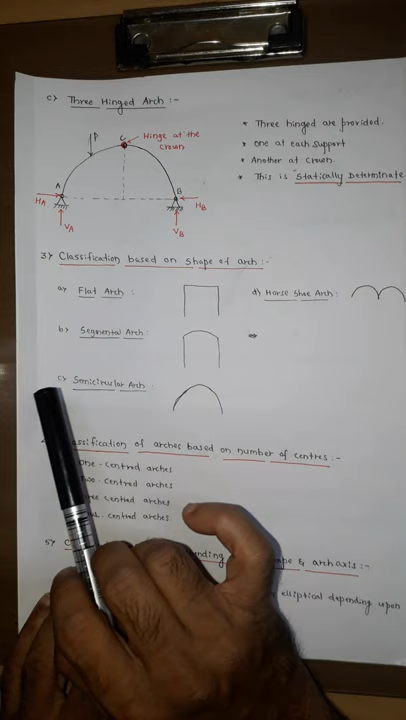 c) Three Hinged Arch :-
P
C
Hinge at the
Crown
A
B
HA
HB
VA
VB
* Three hinged are provided.
* one at each support
* Another at Crown.
* This is Statically Determinate
3) Classification based on shape of arch :-
a) Flat Arch :
d) Horse Shoe Arch :
b) Segmental Arch :
c) Semicircular Arch :
of arches based on number of centres :-
one - centred arches
centred arches
centred arches
centred arches
5)
& arch axis :-
elliptical depending upon